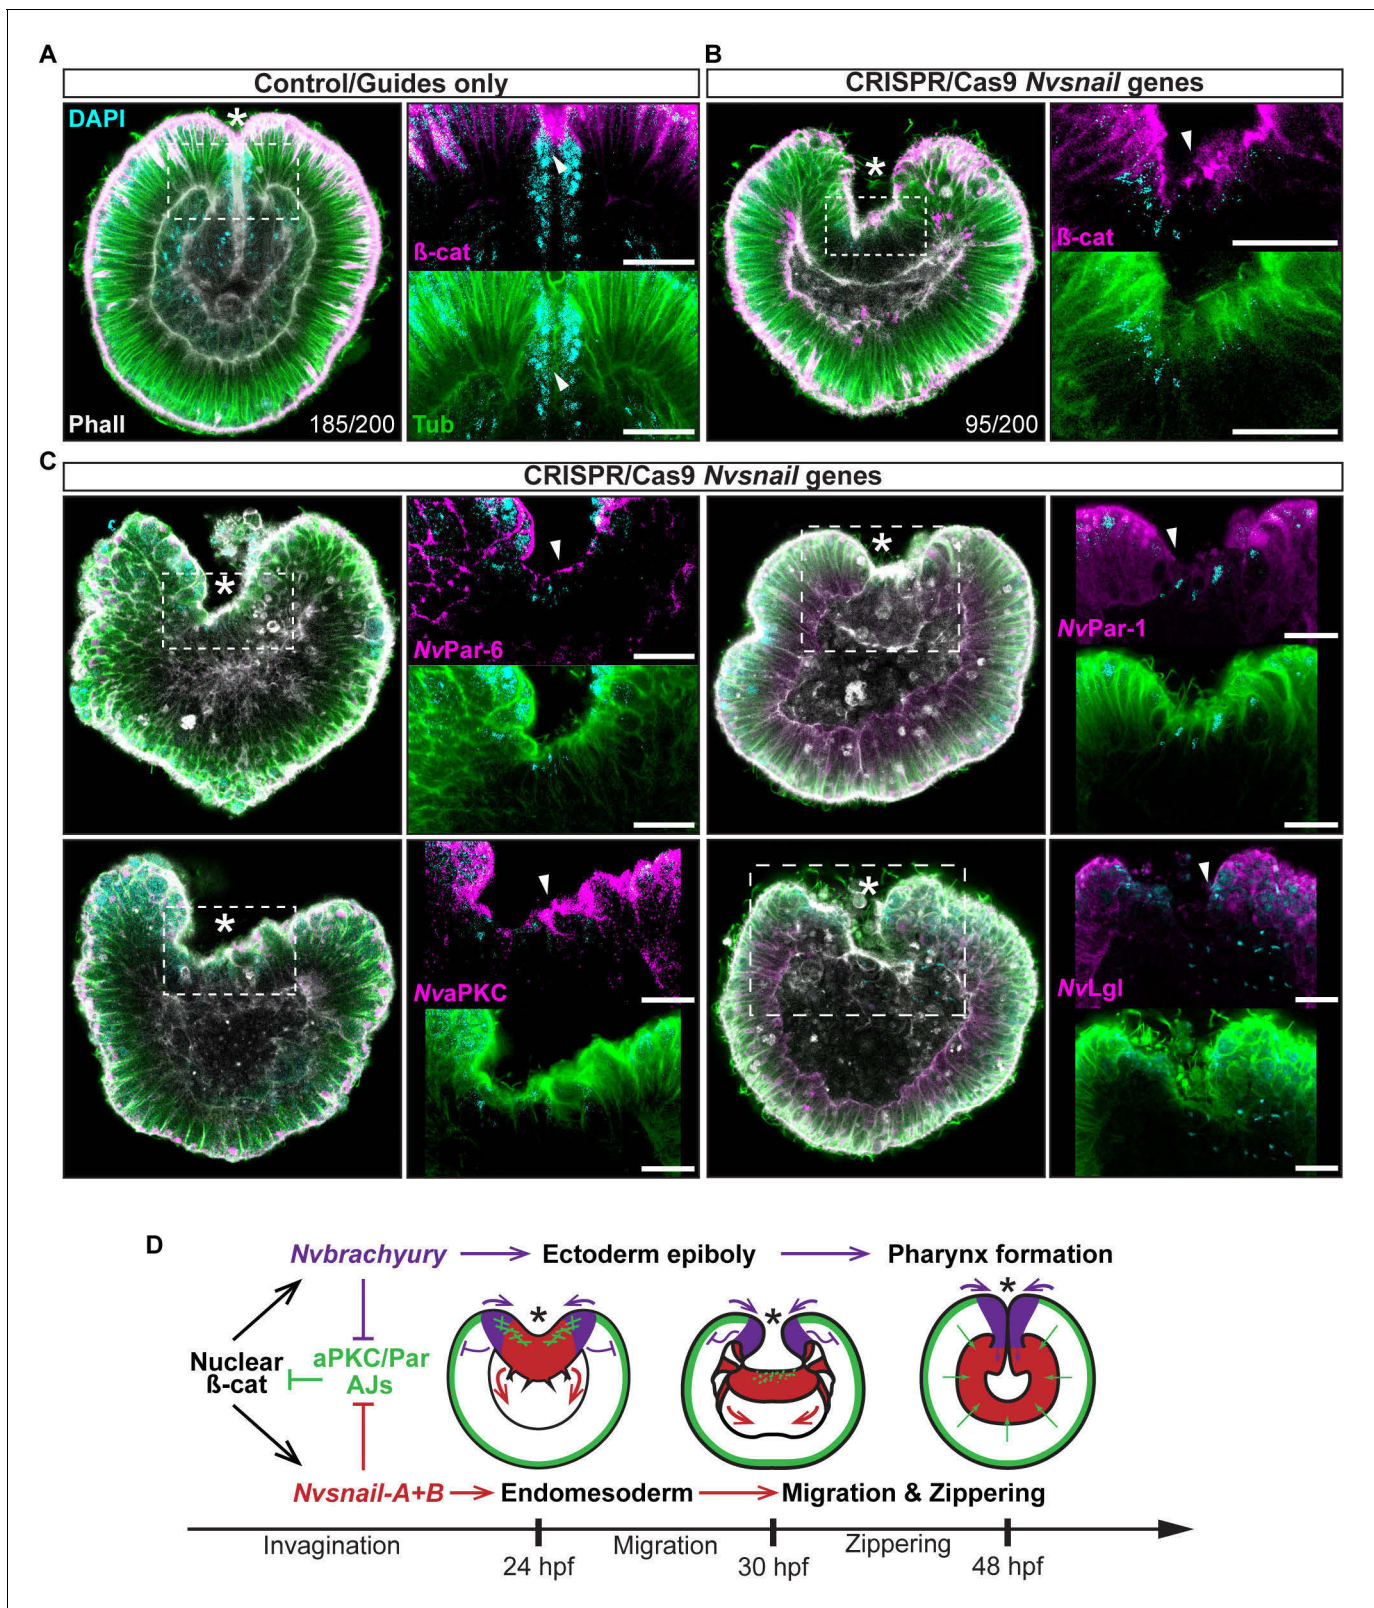 A
Control/Guides only
DAPI
*
Phall
185/200
ß-cat
Tub
B
CRISPR/Cas9 Nvsnail genes
*
95/200
ß-cat
C
CRISPR/Cas9 Nvsnail genes
*
NvPar-6
*
NvPar-1
*
NvaPKC
*
NvLgl
D
Nvbrachyury
Ectoderm epiboly
Pharynx formation
* * *
Nuclear
ß-cat
aPKC/Par
AJs
Nvsnail-A+B
Endomesoderm
Migration & Zippering
Invagination
24 hpf
Migration
30 hpf
Zippering
48 hpf